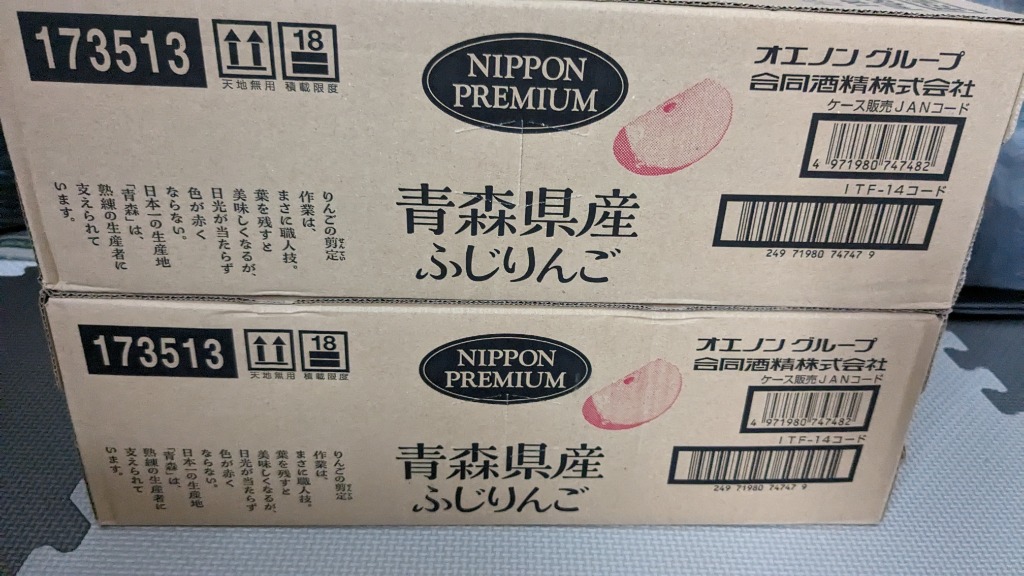 173513
天地無用
18
積載限度
NIPPON
PREMIUM
オエノン グループ
合同酒精株式会社
ケース販売JANコード
4 971980 747482
ITF-14コード
249 71980 74747 9
青森県産
ふじりんご
りんごの剪定
せんてい
作業は、
まさに職人技。
葉を残すと
美味しくなるが、
日光が当たらず
色が赤く
ならない。
日本一の生産地
「青森」は、
熟練の生産者に
支えられて
います。
173513
天地無用
18
積載限度
NIPPON
PREMIUM
オエノン グループ
合同酒精株式会社
ケース販売JANコード
4 971980 747482
ITF-14コード
249 71980 74747 9
青森県産
ふじりんご
りんごの剪定
せんてい
作業は、
まさに職人技。
葉を残すと
美味しくなるが、
日光が当たらず
色が赤く
ならない。
日本一の生産地
「青森」は、
熟練の生産者に
支えられて
います。